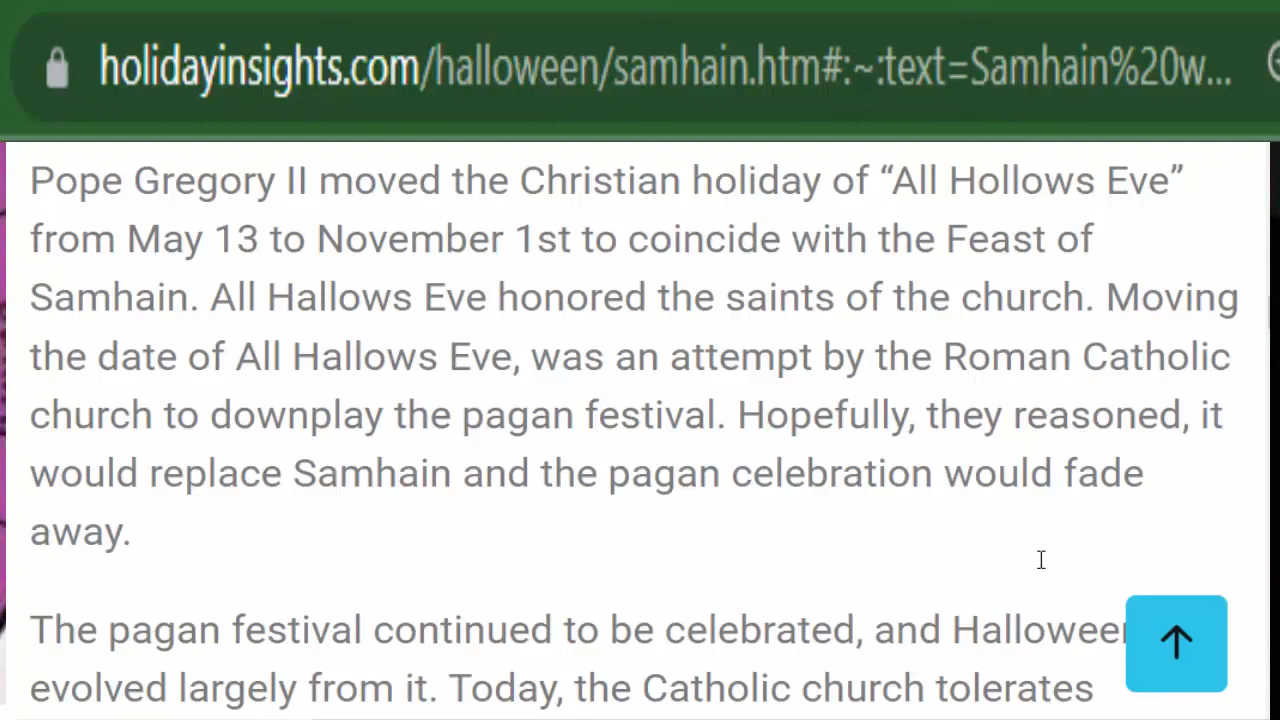 holidayinsights.com/halloween/samhain.htm#:~:text=Samhain%20w...
Pope Gregory II moved the Christian holiday of “All Hollows Eve”
from May 13 to November 1st to coincide with the Feast of
Samhain. All Hallows Eve honored the saints of the church. Moving
the date of All Hallows Eve, was an attempt by the Roman Catholic
church to downplay the pagan festival. Hopefully, they reasoned, it
would replace Samhain and the pagan celebration would fade
away.
The pagan festival continued to be celebrated, and Halloween
evolved largely from it. Today, the Catholic church tolerates